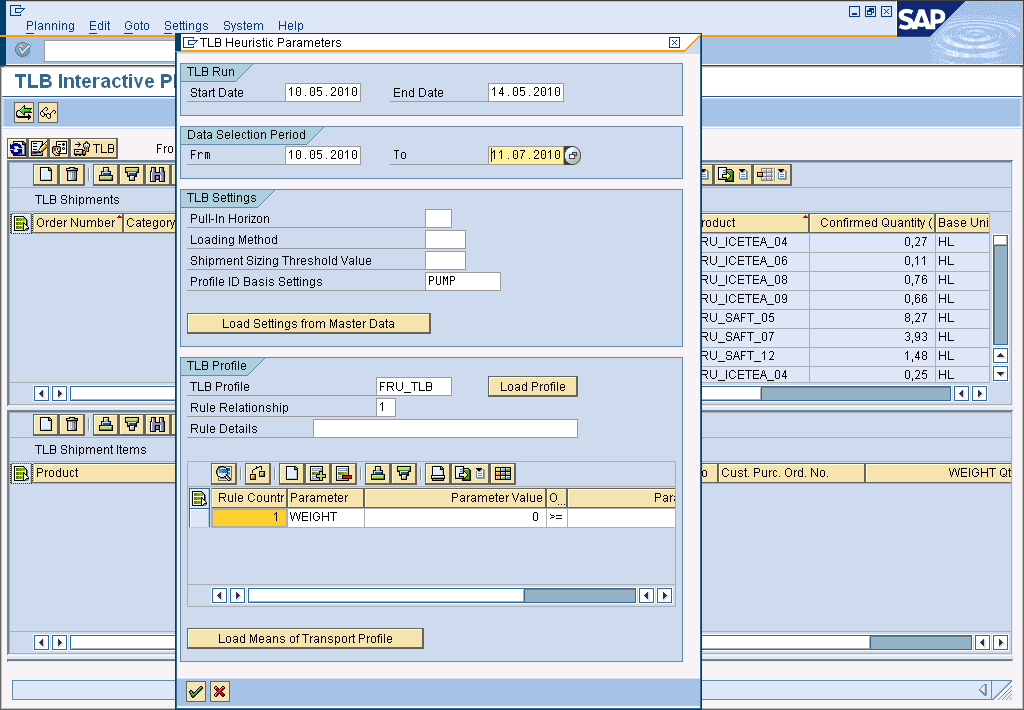 Planning Edit Goto Settings System Help
SAP
TLB Interactive Pl
TLB Fro
TLB Shipments
Order Number Category
TLB Heuristic Parameters
TLB Run
Start Date 10.05.2010 End Date 14.05.2010
Data Selection Period
Frm 10.05.2010 To 11.07.2010
TLB Settings
Pull-In Horizon
Loading Method
Shipment Sizing Threshold Value
Profile ID Basis Settings PUMP
Load Settings from Master Data
TLB Profile
TLB Profile FRU_TLB Load Profile
Rule Relationship 1
Rule Details
Rule Countr Parameter Parameter Value O... Para
1 WEIGHT 0 >=
Load Means of Transport Profile
roduct Confirmed Quantity ( Base Uni
RU_ICETEA_04 0,27 HL
RU_ICETEA_06 0,11 HL
RU_ICETEA_08 0,76 HL
RU_ICETEA_09 0,66 HL
RU_SAFT_05 8,27 HL
RU_SAFT_07 3,93 HL
RU_SAFT_12 1,48 HL
RU_ICETEA_04 0,25 HL
TLB Shipment Items
Product
o Cust. Purc. Ord. No. WEIGHT Qt